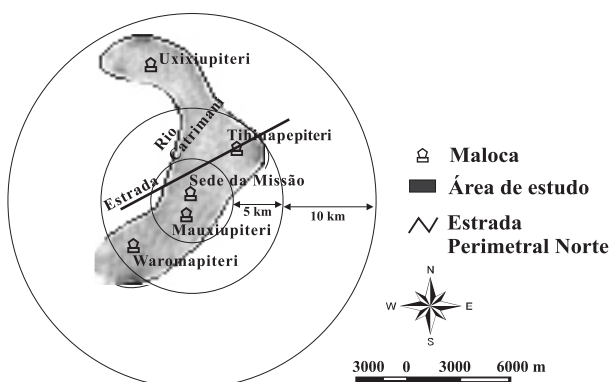 Uxixiupiteri
Rio
Catrimani
Tihinapepiteri
Estrada
Sede da Missão
5 km
10 km
Mauxiupiteri
Waromapiteri
Maloca
Área de estudo
Estrada
Perimetral Norte
N
W E
S
3000 0 3000 6000 m